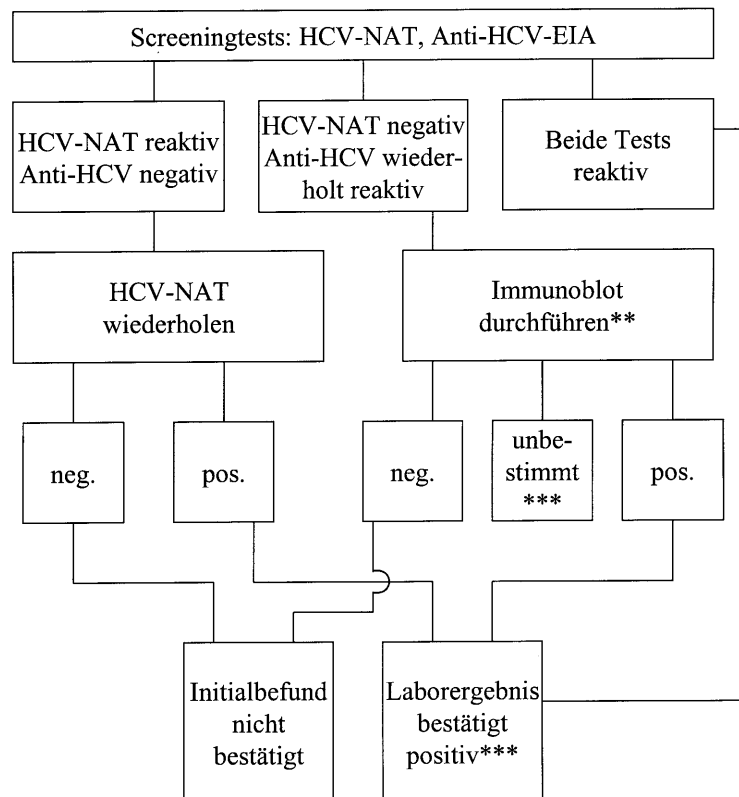 Screeningtests: HCV-NAT, Anti-HCV-EIA
HCV-NAT reaktiv
Anti-HCV negativ
HCV-NAT negativ
Anti-HCV wieder-
holt reaktiv
Beide Tests
reaktiv
HCV-NAT
wiederholen
Immunoblot
durchführen**
neg.
pos.
neg.
unbe-
stimmt
***
pos.
Initialbefund
nicht
bestätigt
Laborergebnis
bestätigt
positiv***